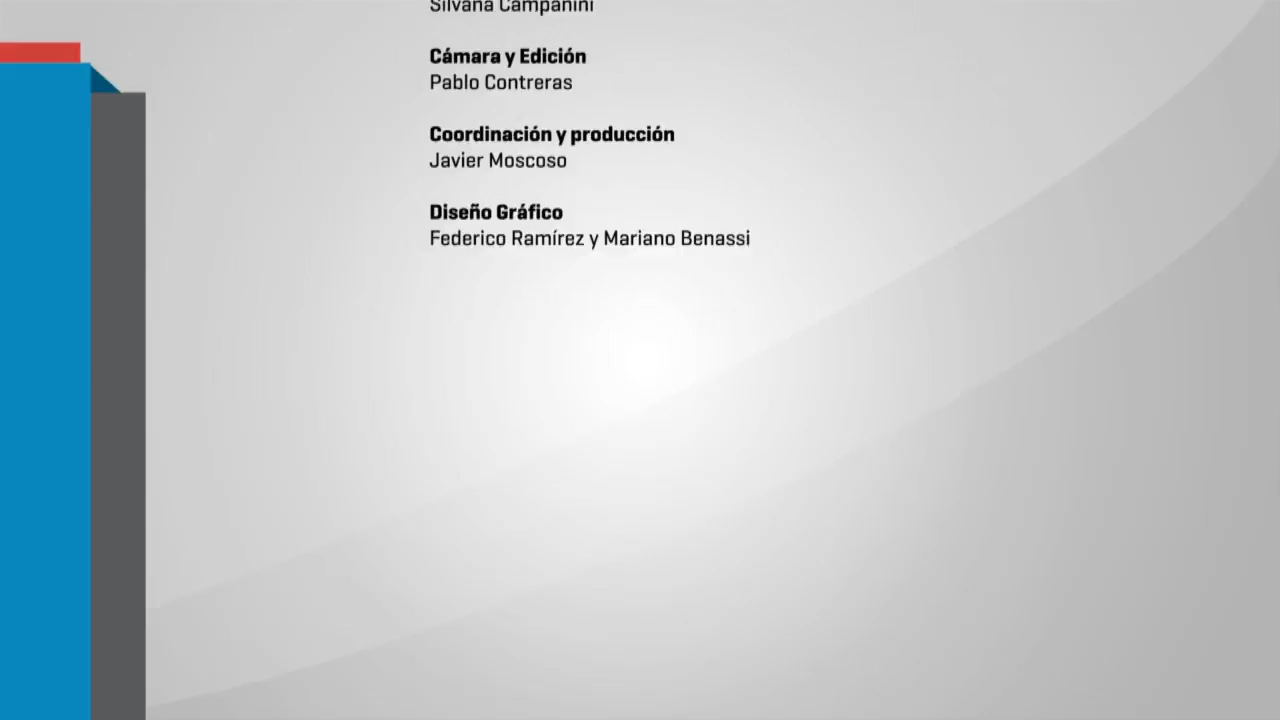 Silvana Campanini
Cámara y Edición
Pablo Contreras
Coordinación y producción
Javier Moscoso
Diseño Gráfico
Federico Ramírez y Mariano Benassi